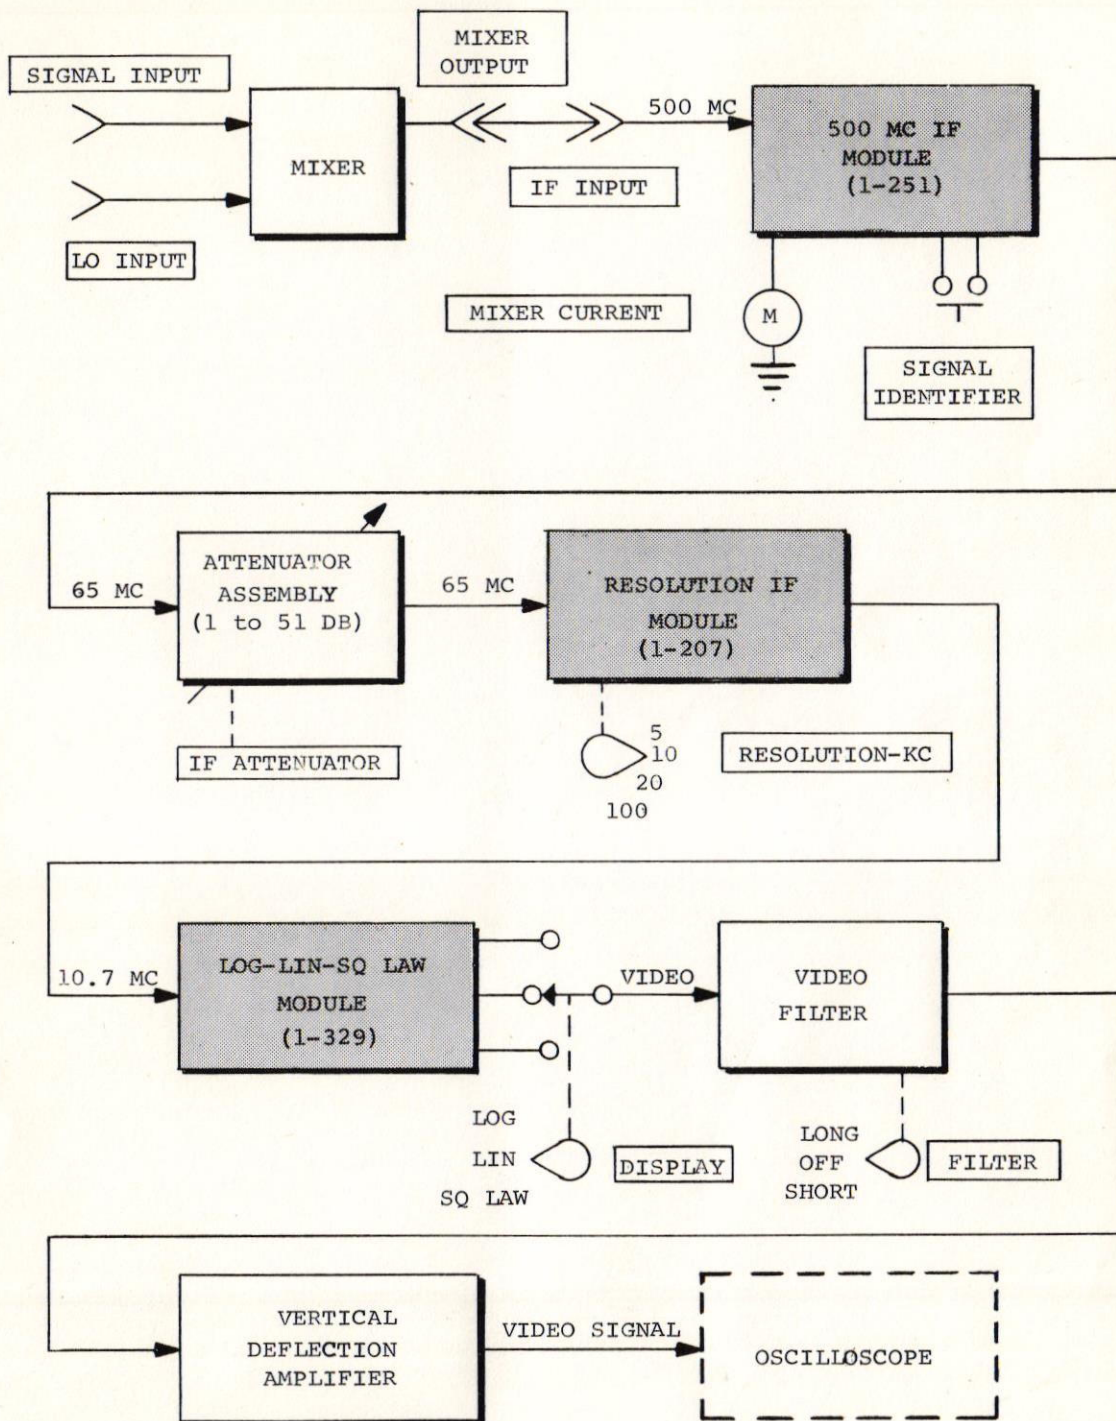 SIGNAL INPUT
MIXER
OUTPUT
500 MC
MIXER
IF INPUT
500 MC IF
MODULE
(1-251)
LO INPUT
MIXER CURRENT
M
SIGNAL
IDENTIFIER
65 MC
ATTENUATOR
ASSEMBLY
(1 to 51 DB)
65 MC
RESOLUTION IF
MODULE
(1-207)
IF ATTENUATOR
5
10
20
100
RESOLUTION-KC
10.7 MC
LOG-LIN-SQ LAW
MODULE
(1-329)
VIDEO
VIDEO
FILTER
LOG
LIN
SQ LAW
DISPLAY
LONG
OFF
SHORT
FILTER
VERTICAL
DEFLECTION
AMPLIFIER
VIDEO SIGNAL
OSCILLOSCOPE